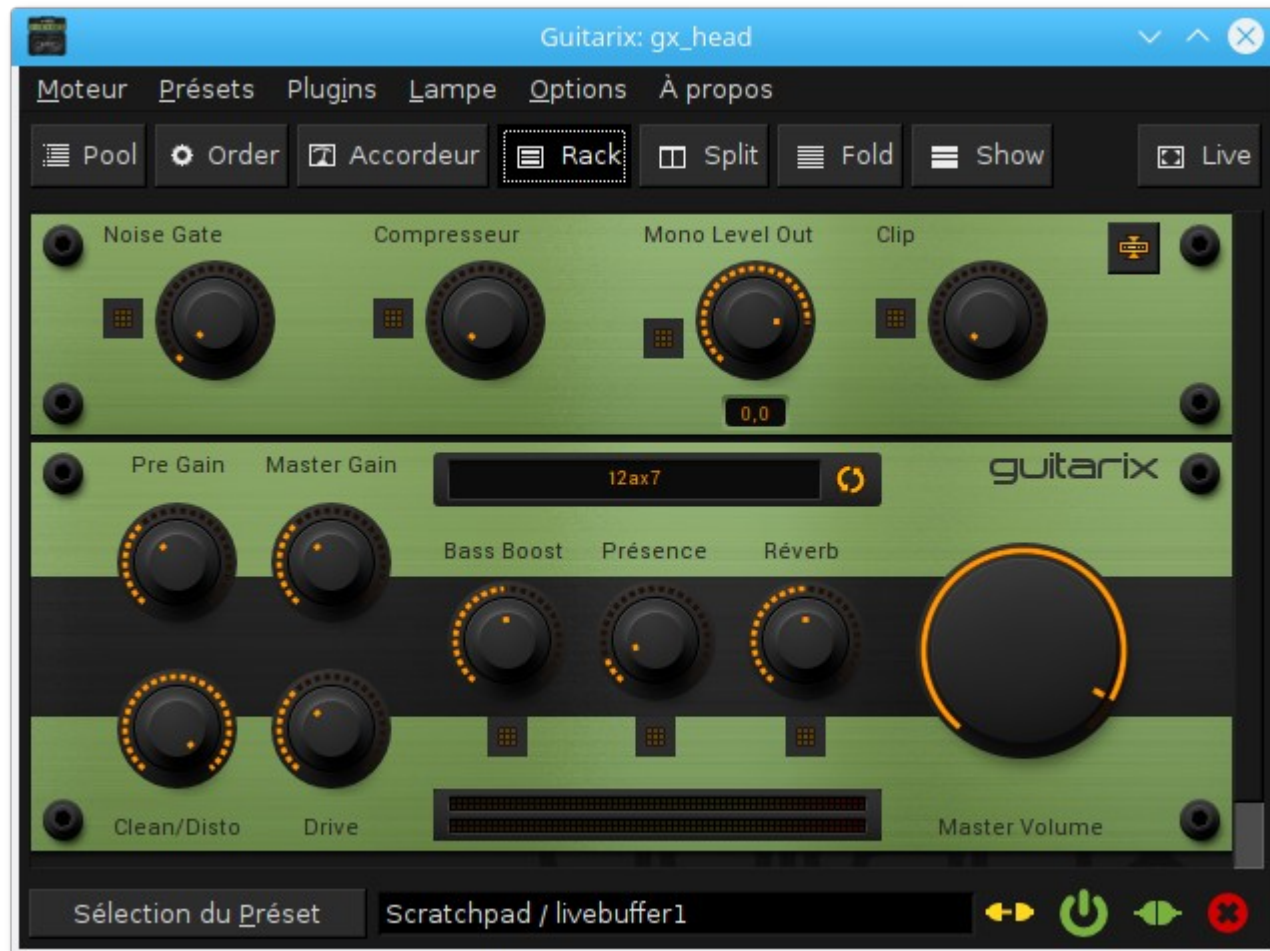 Guitarix: gx_head
Moteur Présets Plugins Lampe Options À propos
Pool Order Accordeur Rack Split Fold Show Live
Noise Gate Compresseur Mono Level Out Clip
0,0
Pre Gain Master Gain 12ax7 guitarix
Bass Boost Présence Réverb
Clean/Disto Drive Master Volume
Sélection du Préset Scratchpad / livebuffer1